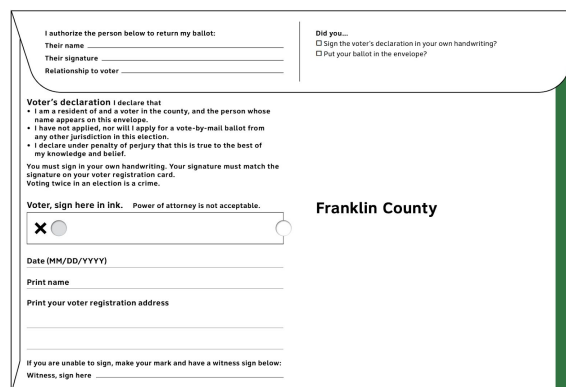 I authorize the person below to return my ballot:
Their name
Their signature
Relationship to voter
Did you...
☐ Sign the voter's declaration in your own handwriting?
☐ Put your ballot in the envelope?
Voter's declaration I declare that
• I am a resident of and a voter in the county, and the person whose
name appears on this envelope.
• I have not applied, nor will I apply for a vote-by-mail ballot from
any other jurisdiction in this election.
• I declare under penalty of perjury that this is true to the best of
my knowledge and belief.
You must sign in your own handwriting. Your signature must match the
signature on your voter registration card.
Voting twice in an election is a crime.
Voter, sign here in ink. Power of attorney is not acceptable.
X
Date (MM/DD/YYYY)
Print name
Print your voter registration address
If you are unable to sign, make your mark and have a witness sign below:
Witness, sign here
Franklin County